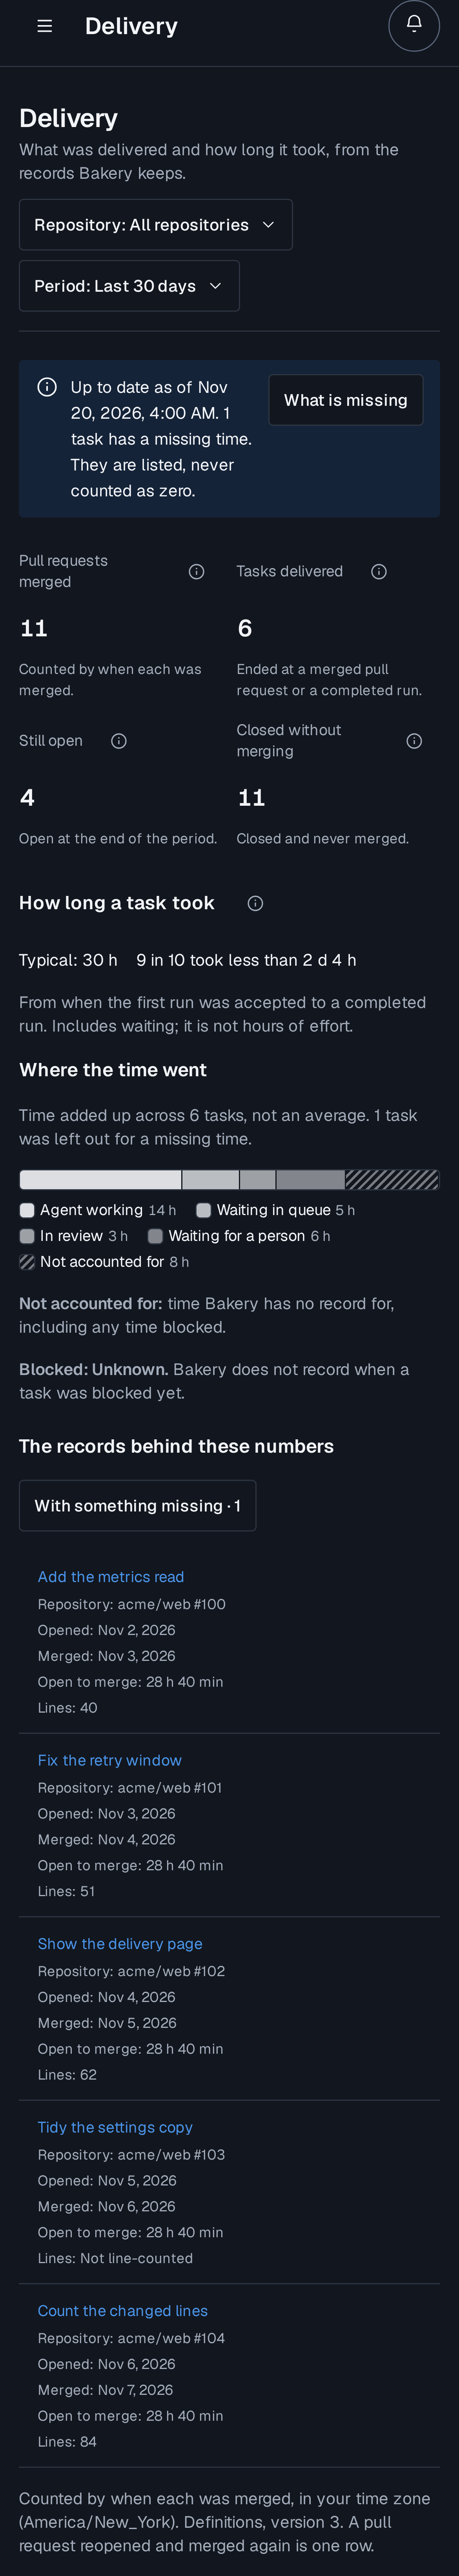 Delivery
Delivery
What was delivered and how long it took, from the
records Bakery keeps.
Repository: All repositories
Period: Last 30 days
Up to date as of Nov
20, 2026, 4:00 AM. 1
task has a missing time.
They are listed, never
counted as zero.
What is missing
Pull requests
merged
11
Counted by when each was
merged.
Tasks delivered
6
Ended at a merged pull
request or a completed run.
Still open
4
Open at the end of the period.
Closed without
merging
11
Closed and never merged.
How long a task took
Typical: 30 h 9 in 10 took less than 2 d 4 h
From when the first run was accepted to a completed
run. Includes waiting; it is not hours of effort.
Where the time went
Time added up across 6 tasks, not an average. 1 task
was left out for a missing time.
Agent working 14 h Waiting in queue 5 h
In review 3 h Waiting for a person 6 h
Not accounted for 8 h
Not accounted for: time Bakery has no record for,
including any time blocked.
Blocked: Unknown. Bakery does not record when a
task was blocked yet.
The records behind these numbers
With something missing · 1
Add the metrics read
Repository: acme/web #100
Opened: Nov 2, 2026
Merged: Nov 3, 2026
Open to merge: 28 h 40 min
Lines: 40
Fix the retry window
Repository: acme/web #101
Opened: Nov 3, 2026
Merged: Nov 4, 2026
Open to merge: 28 h 40 min
Lines: 51
Show the delivery page
Repository: acme/web #102
Opened: Nov 4, 2026
Merged: Nov 5, 2026
Open to merge: 28 h 40 min
Lines: 62
Tidy the settings copy
Repository: acme/web #103
Opened: Nov 5, 2026
Merged: Nov 6, 2026
Open to merge: 28 h 40 min
Lines: Not line-counted
Count the changed lines
Repository: acme/web #104
Opened: Nov 6, 2026
Merged: Nov 7, 2026
Open to merge: 28 h 40 min
Lines: 84
Counted by when each was merged, in your time zone
(America/New_York). Definitions, version 3. A pull
request reopened and merged again is one row.